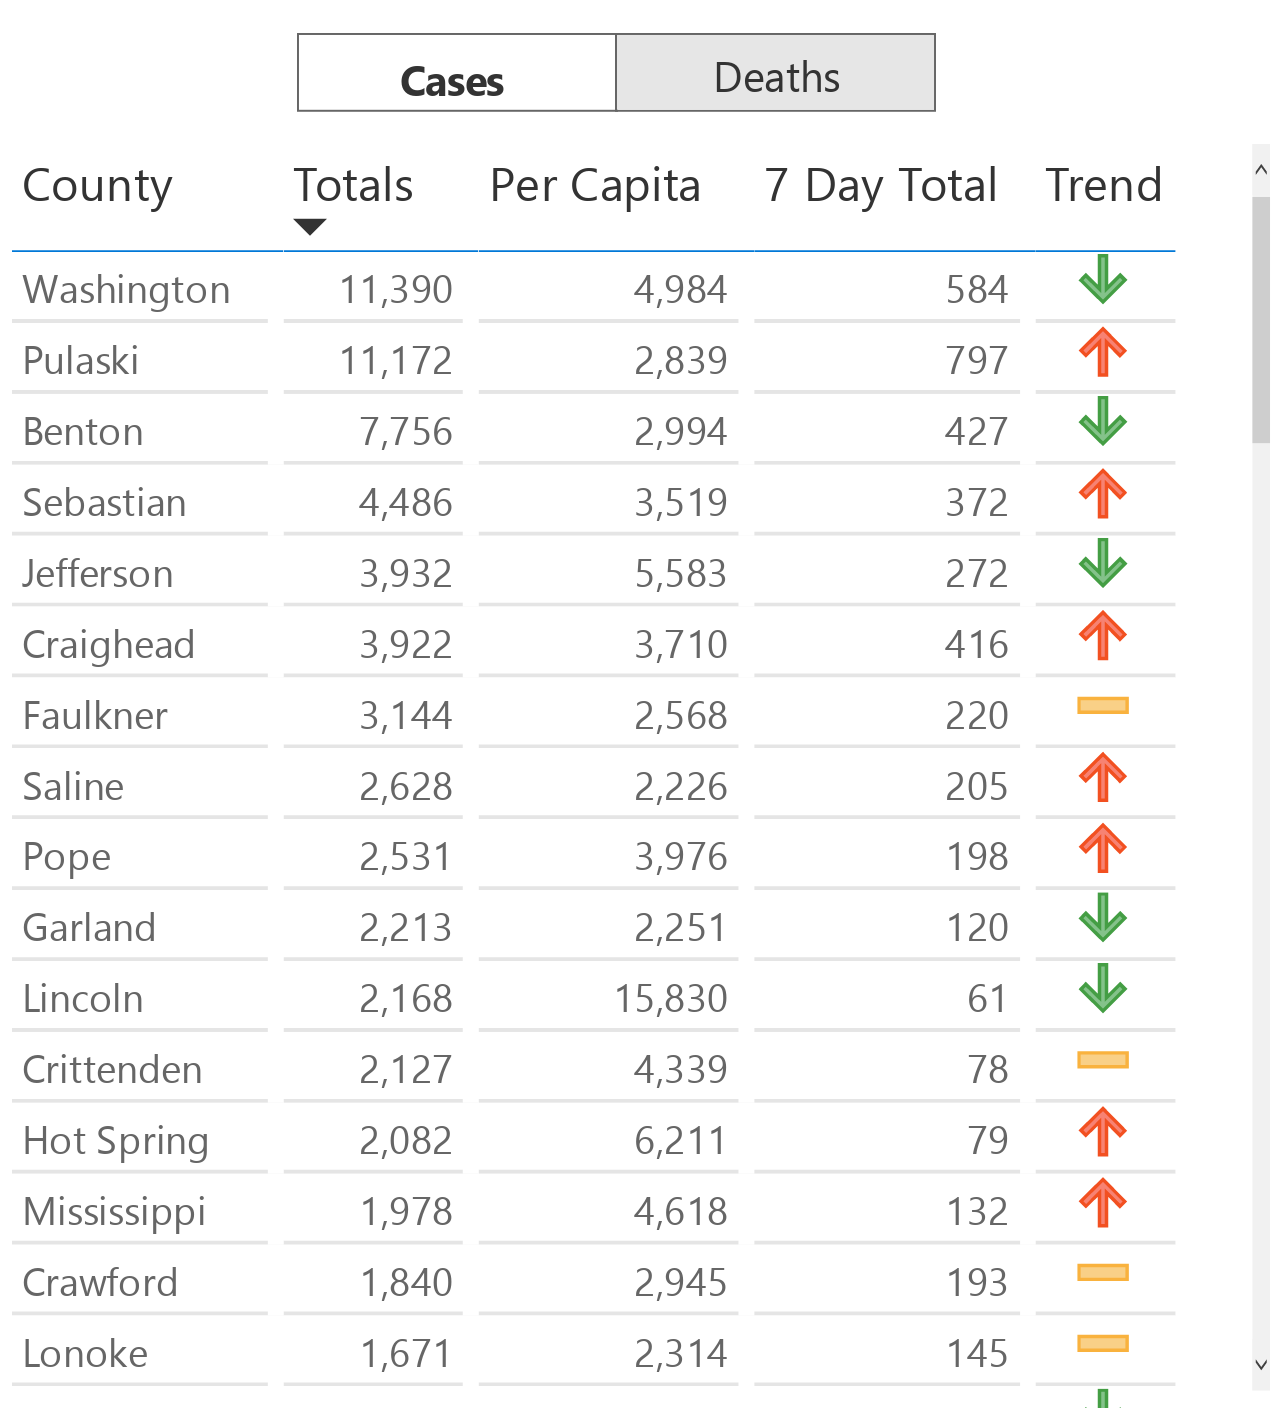 Cases Deaths
County Totals Per Capita 7 Day Total Trend
Washington 11,390 4,984 584
Pulaski 11,172 2,839 797
Benton 7,756 2,994 427
Sebastian 4,486 3,519 372
Jefferson 3,932 5,583 272
Craighead 3,922 3,710 416
Faulkner 3,144 2,568 220
Saline 2,628 2,226 205
Pope 2,531 3,976 198
Garland 2,213 2,251 120
Lincoln 2,168 15,830 61
Crittenden 2,127 4,339 78
Hot Spring 2,082 6,211 79
Mississippi 1,978 4,618 132
Crawford 1,840 2,945 193
Lonoke 1,671 2,314 145